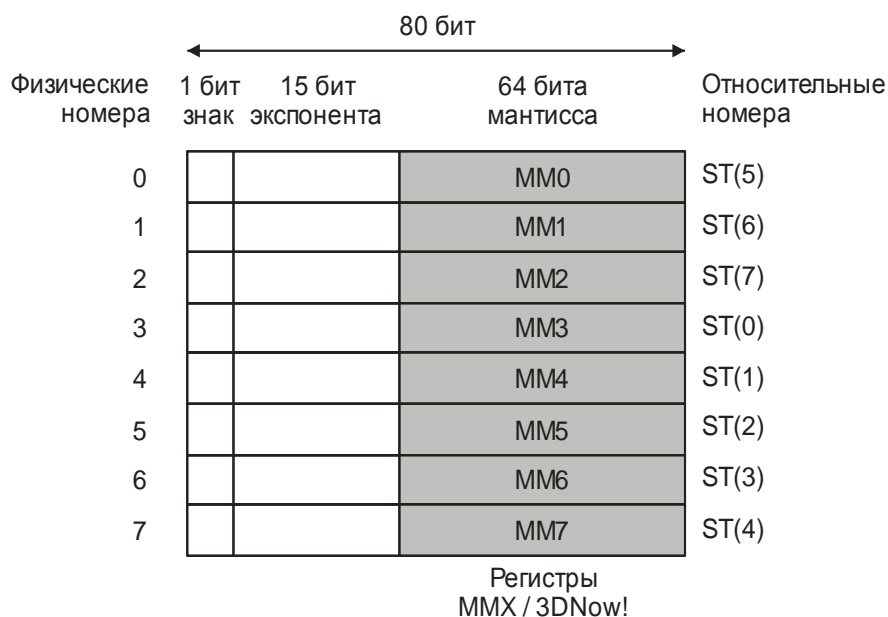 80 бит
Физические номера
1 бит знак
15 бит экспонента
64 бита мантисса
Относительные номера
0 MM0 ST(5)
1 MM1 ST(6)
2 MM2 ST(7)
3 MM3 ST(0)
4 MM4 ST(1)
5 MM5 ST(2)
6 MM6 ST(3)
7 MM7 ST(4)
Регистры
MMX / 3DNow!